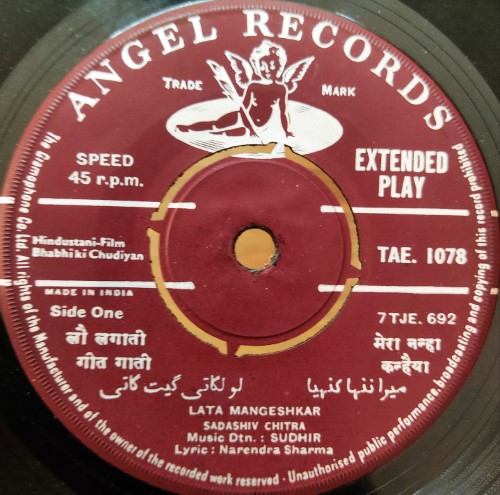 ANGEL RECORDS
TRADE MARK
SPEED
45 r.p.m.
EXTENDED
PLAY
Hindustani-Film
Bhabhi ki Chudiyan
TAE. 1078
MADE IN INDIA
Side One
7TJE. 692
लौ लगाती
गीत गाती
मेरा नन्हा
कन्हैया
لو لگاتی گیت گاتی
میرا ننھا کنہیا
LATA MANGESHKAR
SADASHIV CHITRA
Music Dtn. : SUDHIR
Lyric : Narendra Sharma
the Gramophone Co Ltd. All rights of the Manufacturer and of the owner of the recorded work reserved - Unauthorised public performance, broadcasting and copying of this record prohibited